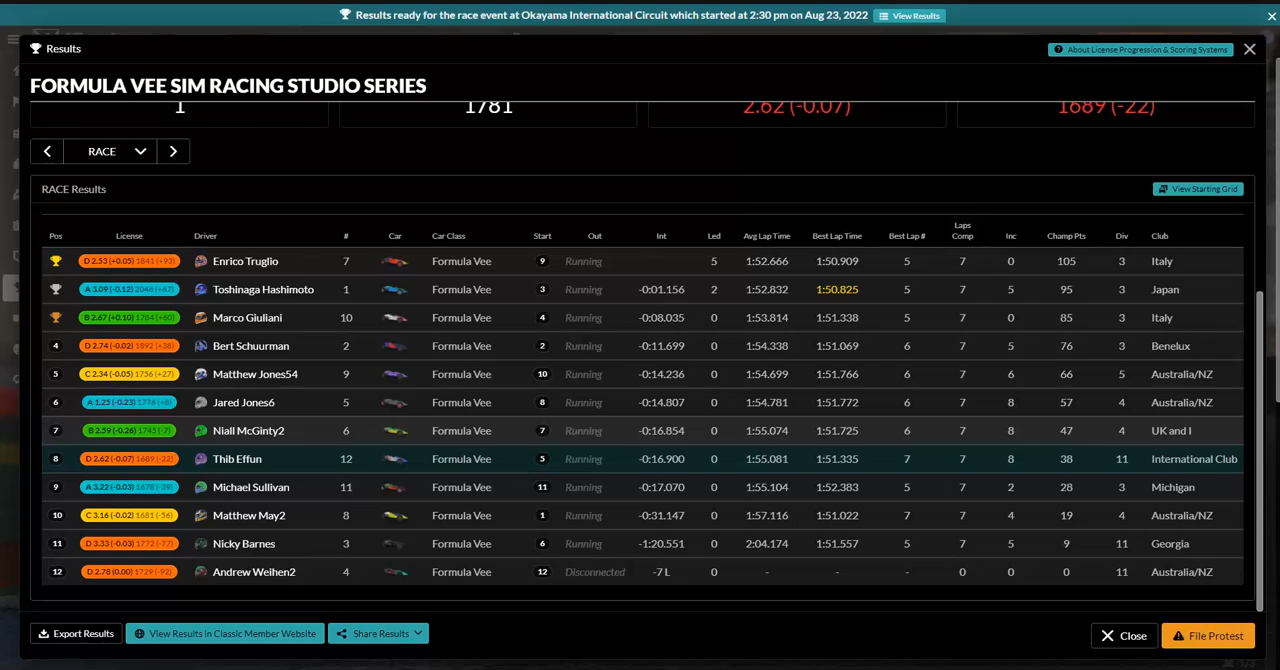 Results ready for the race event at Okayama International Circuit which started at 2:30 pm on Aug 23, 2022 View Results
Results About License Progression & Scoring Systems
FORMULA VEE SIM RACING STUDIO SERIES
1 1781 2.62 (-0.07) 1689 (-22)
RACE
RACE Results View Starting Grid
Pos License Driver # Car Car Class Start Out Int Led Avg Lap Time Best Lap Time Best Lap # Laps Comp Inc Champ Pts Div Club
D 2.53 (+0.05) 1841 (+93) Enrico Truglio 7 Formula Vee 9 Running 5 1:52.666 1:50.909 5 7 0 105 3 Italy
A 3.09 (-0.12) 2046 (+67) Toshinaga Hashimoto 1 Formula Vee 3 Running -0:01.156 2 1:52.832 1:50.825 5 7 5 95 3 Japan
B 2.67 (+0.10) 1784 (+60) Marco Giuliani 10 Formula Vee 4 Running -0:08.035 0 1:53.814 1:51.338 5 7 0 85 3 Italy
4 D 2.74 (-0.02) 1892 (+38) Bert Schuurman 2 Formula Vee 2 Running -0:11.699 0 1:54.338 1:51.069 6 7 5 76 3 Benelux
5 C 2.34 (-0.05) 1756 (+27) Matthew Jones54 9 Formula Vee 10 Running -0:14.236 0 1:54.699 1:51.766 5 7 6 66 5 Australia/NZ
6 A 1.25 (-0.23) 1776 (+8) Jared Jones6 5 Formula Vee 8 Running -0:14.807 0 1:54.781 1:51.772 6 7 8 57 4 Australia/NZ
7 B 2.59 (-0.26) 1745 (-7) Niall McGinty2 6 Formula Vee 7 Running -0:16.854 0 1:55.074 1:51.725 6 7 8 47 4 UK and I
8 D 2.62 (-0.07) 1689 (-22) Thib Effun 12 Formula Vee 5 Running -0:16.900 0 1:55.081 1:51.335 7 7 8 38 11 International Club
9 A 3.22 (-0.03) 1678 (-39) Michael Sullivan 11 Formula Vee 11 Running -0:17.070 0 1:55.104 1:52.383 5 7 2 28 3 Michigan
10 C 3.16 (-0.02) 1681 (-56) Matthew May2 8 Formula Vee 1 Running -0:31.147 0 1:57.116 1:51.022 7 7 4 19 4 Australia/NZ
11 D 3.33 (-0.03) 1772 (-77) Nicky Barnes 3 Formula Vee 6 Running -1:20.551 0 2:04.174 1:51.557 5 7 5 9 11 Georgia
12 D 2.78 (0.00) 1729 (-92) Andrew Weihen2 4 Formula Vee 12 Disconnected -7 L 0 - - - 0 0 0 11 Australia/NZ
Export Results View Results in Classic Member Website Share Results Close File Protest